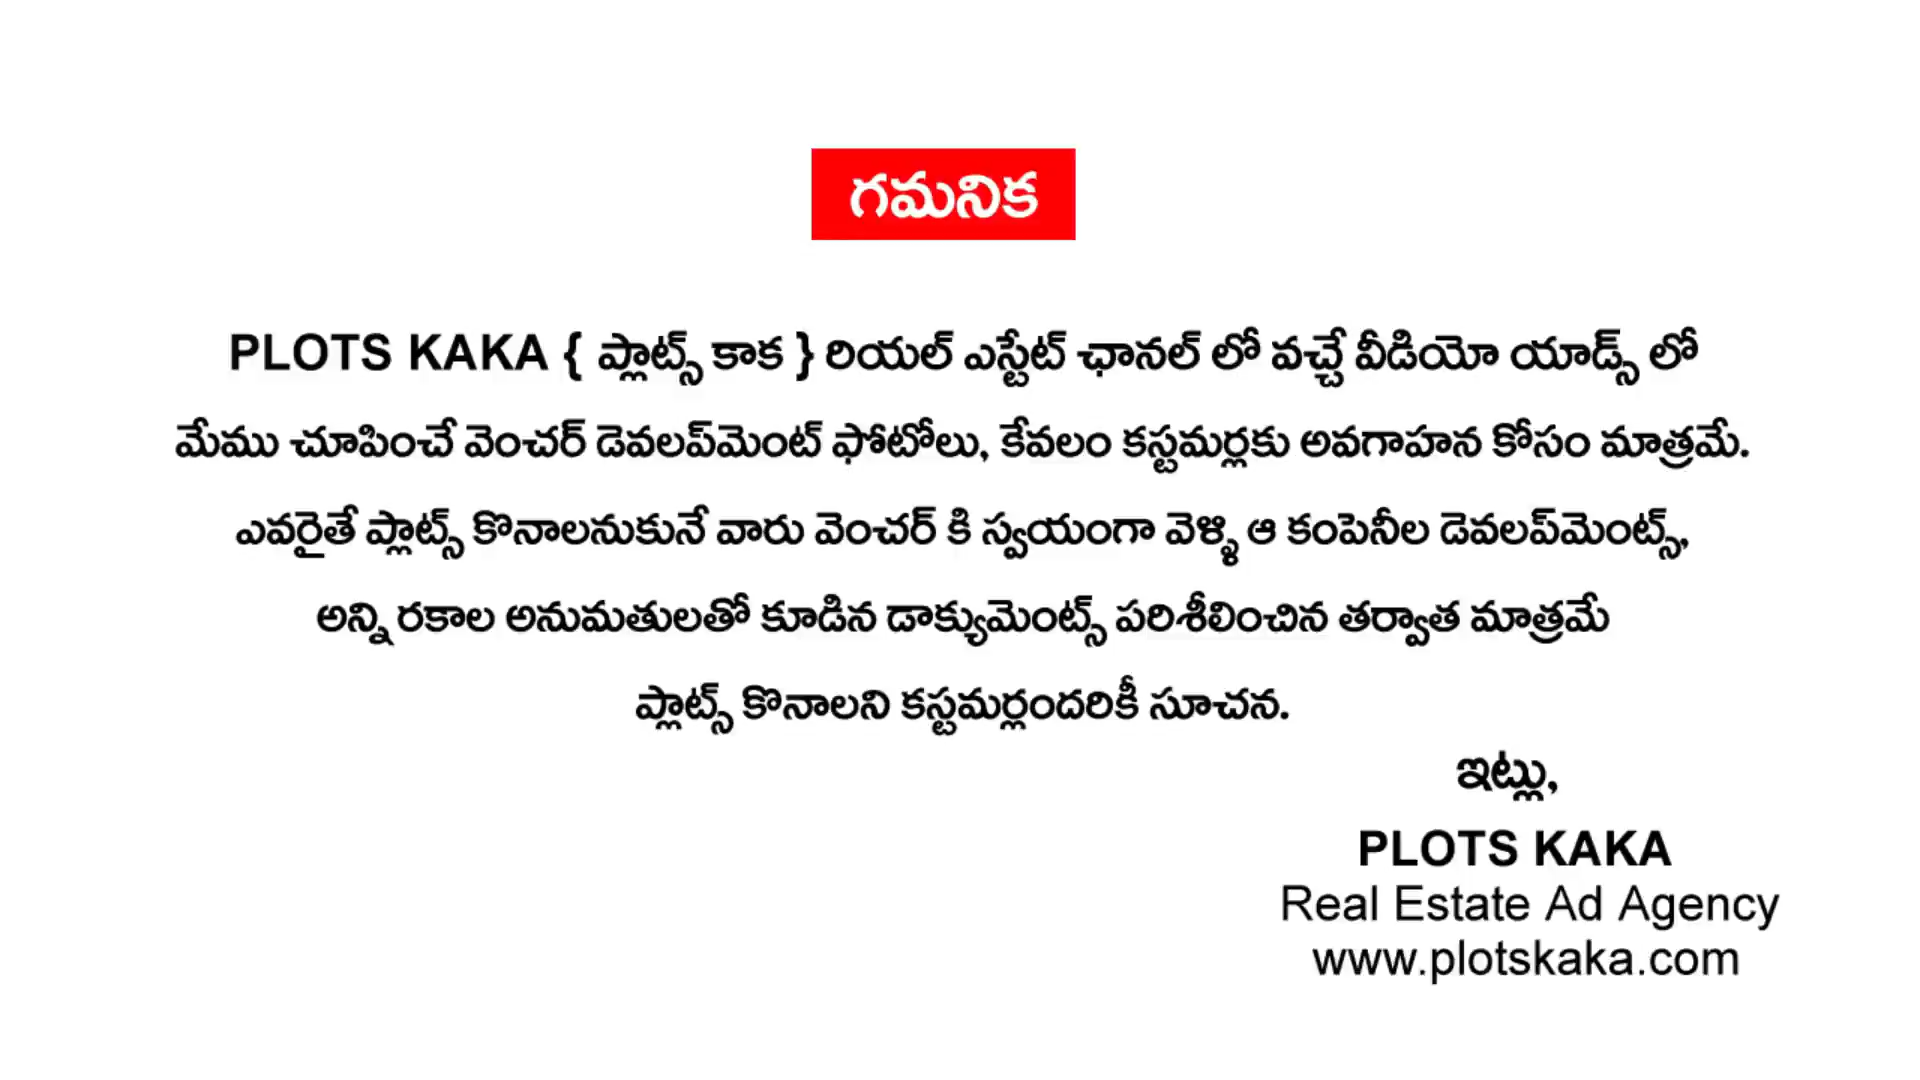 గమనిక
PLOTS KAKA { ప్లాట్స్ కాక } రియల్ ఎస్టేట్ ఛానల్ లో వచ్చే వీడియో యాడ్స్ లో
మేము చూపించే వెంచర్ డెవలప్‌మెంట్ ఫోటోలు, కేవలం కస్టమర్లకు అవగాహన కోసం మాత్రమే.
ఎవరైతే ప్లాట్స్ కొనాలనుకునే వారు వెంచర్ కి స్వయంగా వెళ్ళి ఆ కంపెనీల డెవలప్‌మెంట్స్,
అన్ని రకాల అనుమతులతో కూడిన డాక్యుమెంట్స్ పరిశీలించిన తర్వాత మాత్రమే
ప్లాట్స్ కొనాలని కస్టమర్లందరికీ సూచన.
ఇట్లు,
PLOTS KAKA
Real Estate Ad Agency
www.plotskaka.com